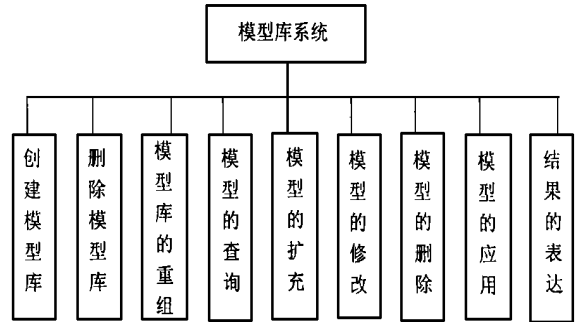 模型库系统
创建模型库
删除模型库
模型库的重组
模型的查询
模型的扩充
模型的修改
模型的删除
模型的应用
结果的表达